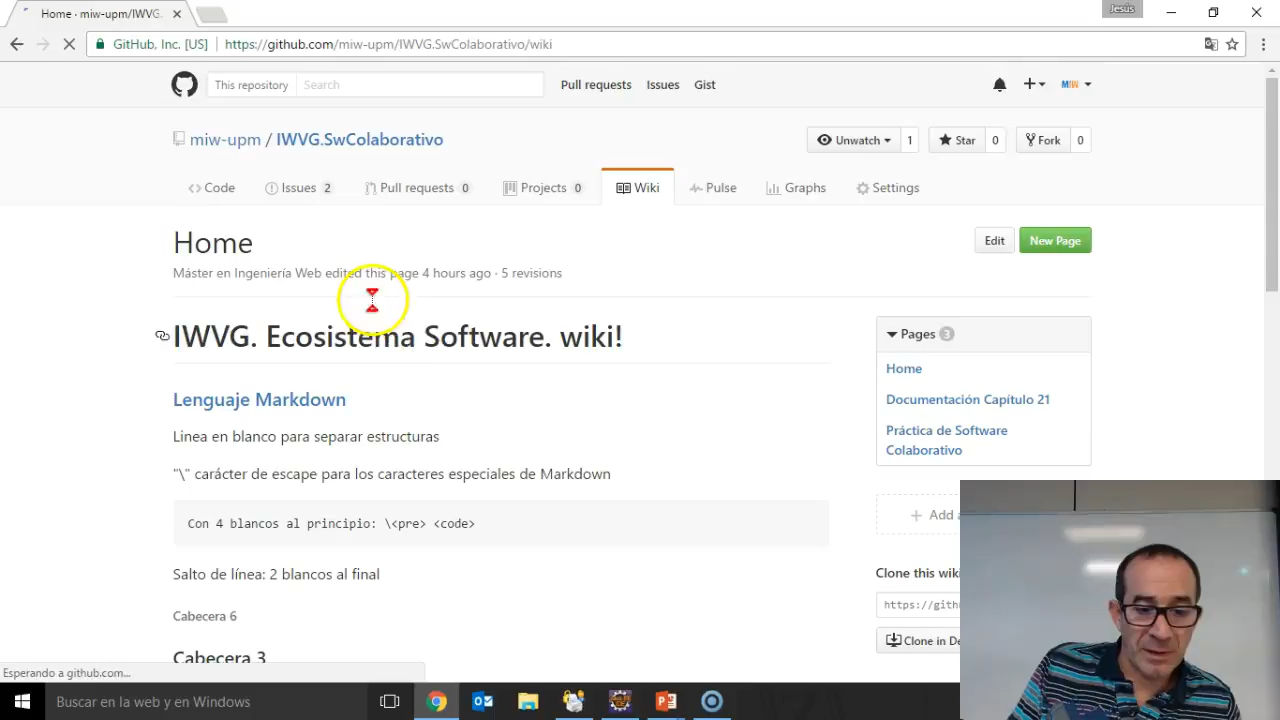 Home · miw-upm/IWVG.
Jesús
GitHub, Inc. [US]
https://github.com/miw-upm/IWVG.SwColaborativo/wiki
This repository
Search
Pull requests
Issues
Gist
MIW
miw-upm / IWVG.SwColaborativo
Unwatch 1
Star 0
Fork 0
Code
Issues 2
Pull requests 0
Projects 0
Wiki
Pulse
Graphs
Settings
Home
Edit
New Page
Máster en Ingeniería Web edited this page 4 hours ago · 5 revisions
IWVG. Ecosistema Software. wiki!
Pages 3
Home
Documentación Capítulo 21
Práctica de Software
Colaborativo
Lenguaje Markdown
Linea en blanco para separar estructuras
"\" carácter de escape para los caracteres especiales de Markdown
Con 4 blancos al principio: \<pre> <code>
Salto de línea: 2 blancos al final
Cabecera 6
Cabecera 3
+ Add
Clone this wiki
https://gith
Clone in De
Esperando a github.com...
Buscar en la web y en Windows